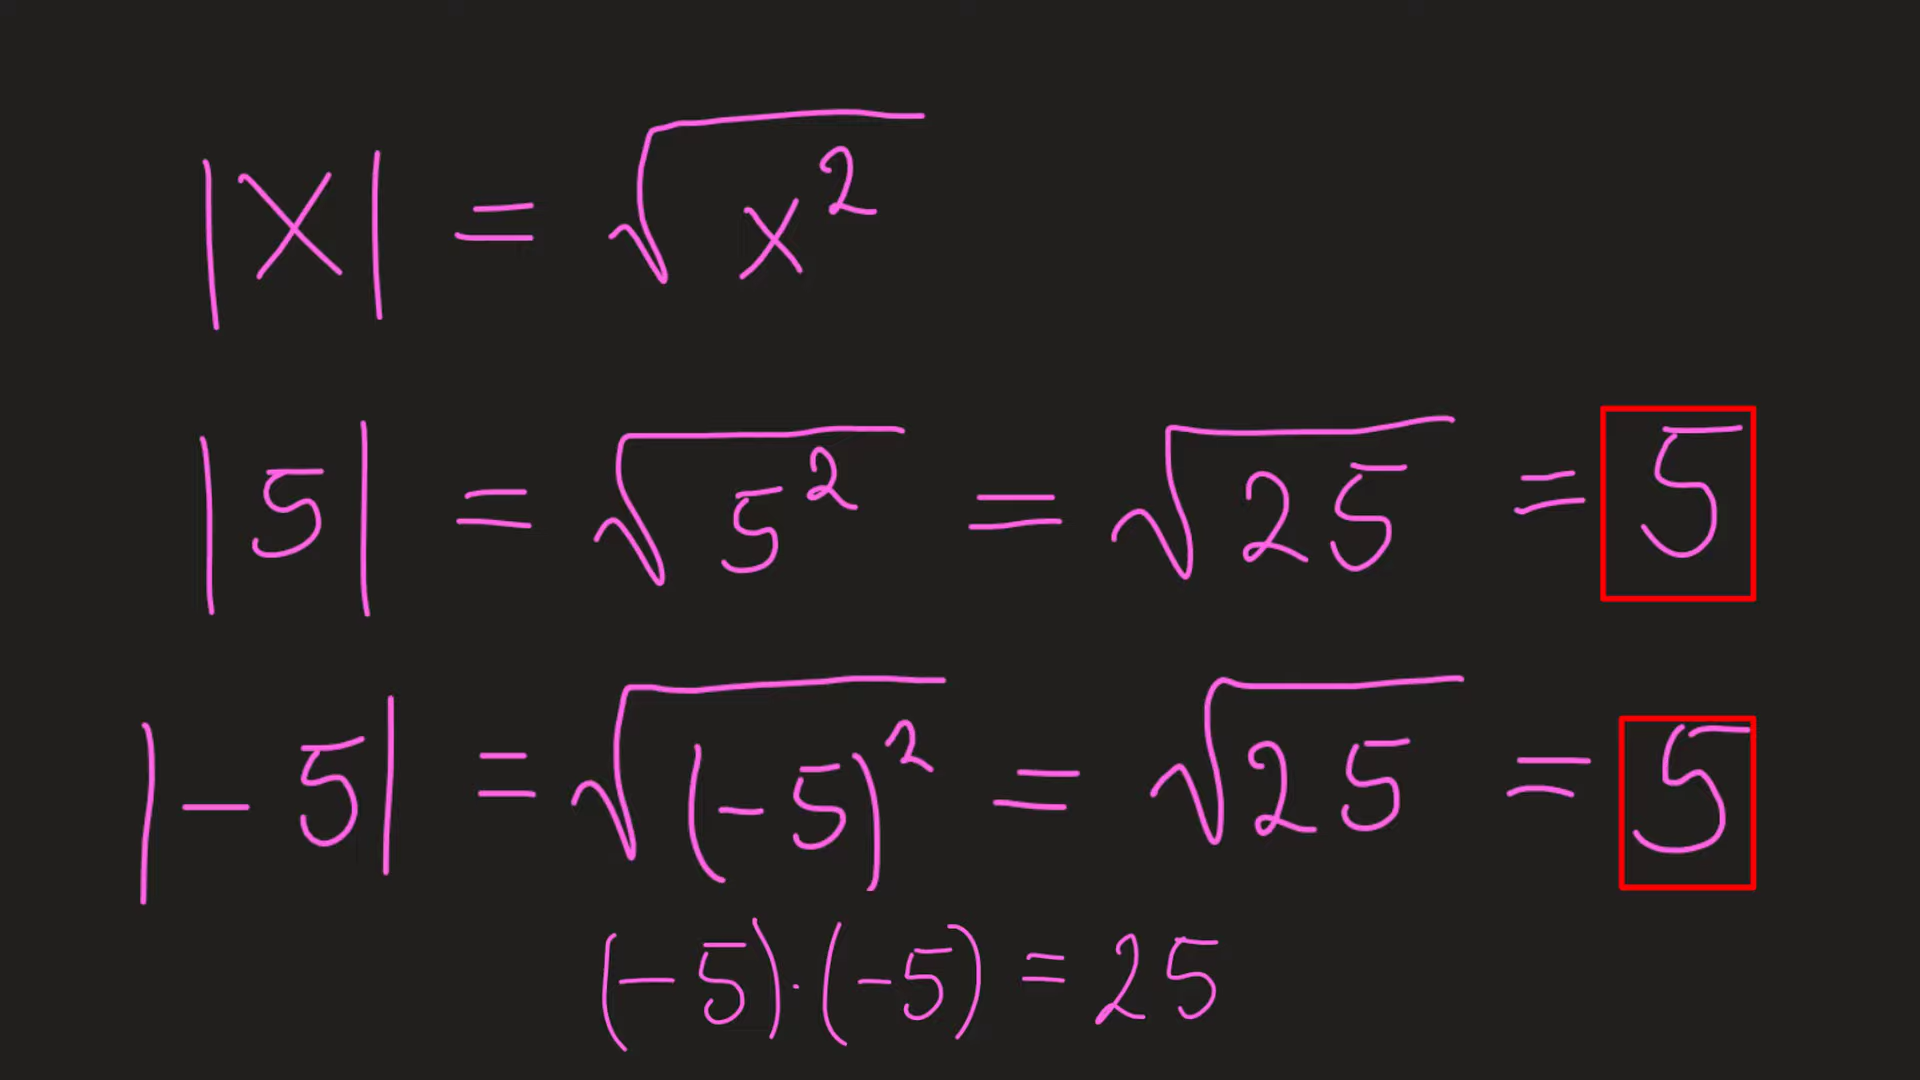 |x| = √x²
|5| = √5² = √25 = 5
|-5| = √(-5)² = √25 = 5
(-5)·(-5) = 25